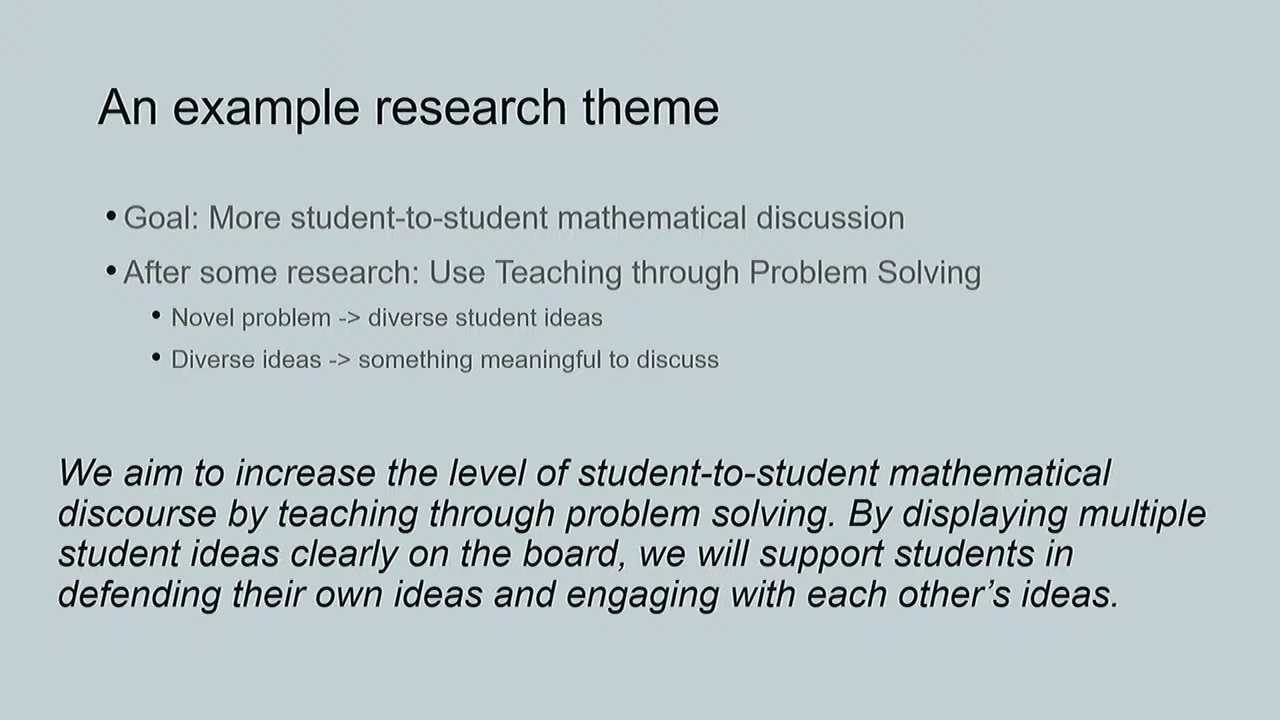 An example research theme
• Goal: More student-to-student mathematical discussion
• After some research: Use Teaching through Problem Solving
• Novel problem -> diverse student ideas
• Diverse ideas -> something meaningful to discuss
We aim to increase the level of student-to-student mathematical
discourse by teaching through problem solving. By displaying multiple
student ideas clearly on the board, we will support students in
defending their own ideas and engaging with each other’s ideas.